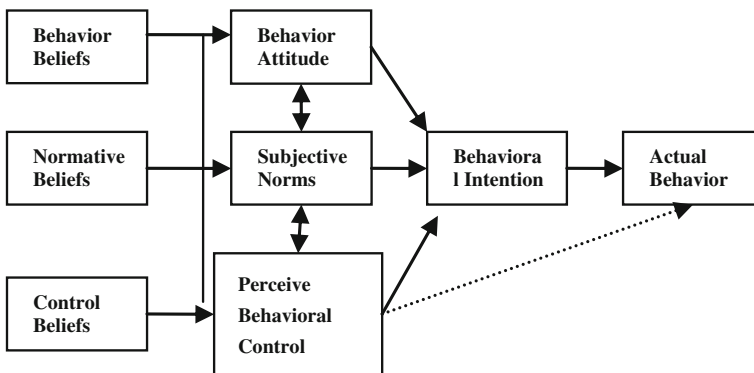 Behavior
Beliefs
Behavior
Attitude
Normative
Beliefs
Subjective
Norms
Behaviora
l Intention
Actual
Behavior
Control
Beliefs
Perceive
Behavioral
Control